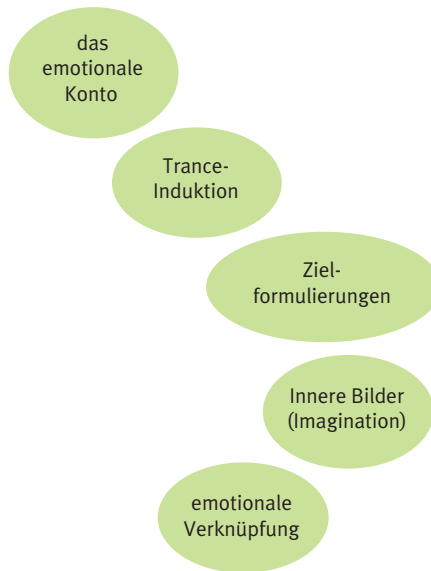 das
emotionale
Konto
Trance-
Induktion
Ziel-
formulierungen
Innere Bilder
(Imagination)
emotionale
Verknüpfung